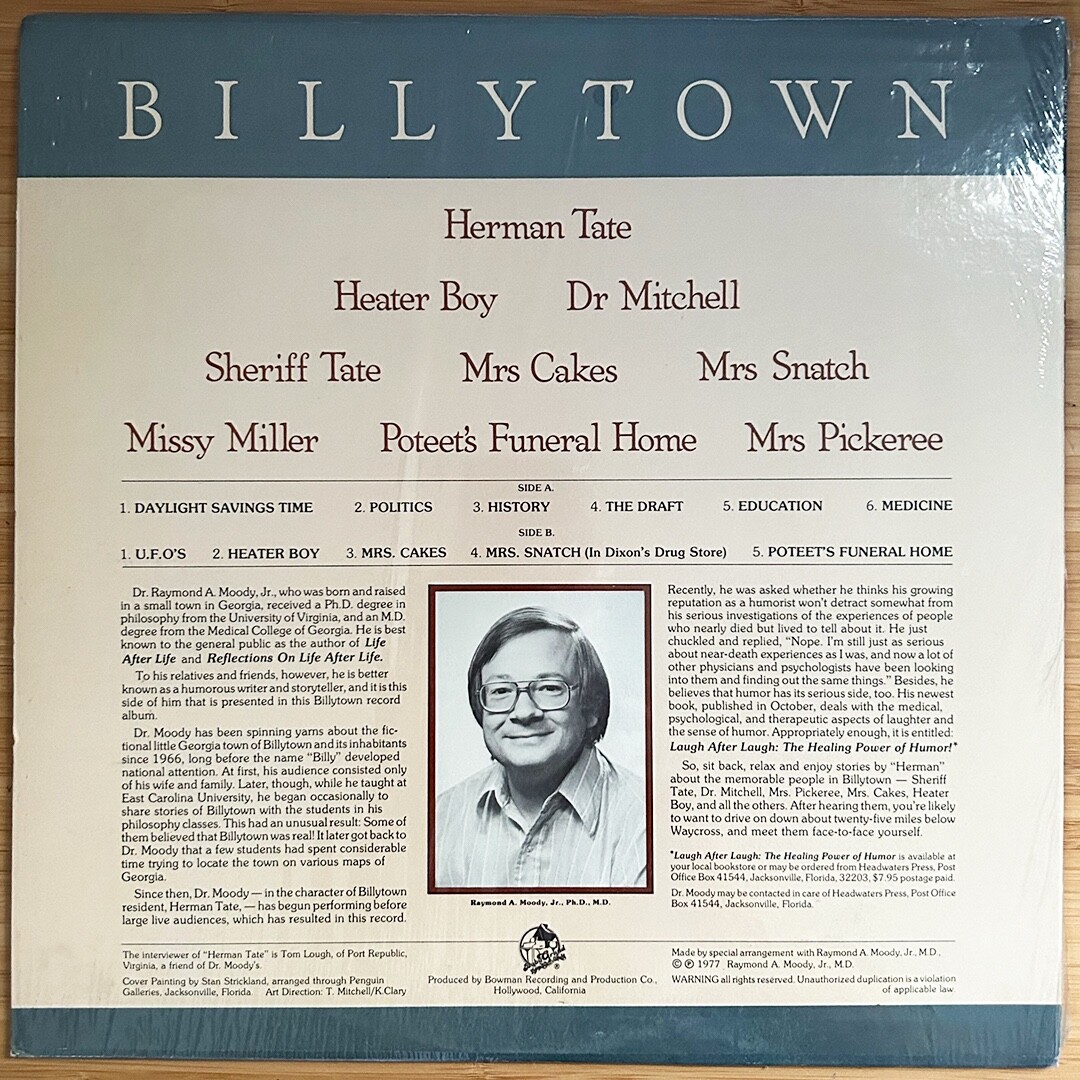 BILLYTOWN
Herman Tate
Heater Boy Dr Mitchell
Sheriff Tate Mrs Cakes Mrs Snatch
Missy Miller Poteet's Funeral Home Mrs Pickeree
SIDE A.
1. DAYLIGHT SAVINGS TIME 2. POLITICS 3. HISTORY 4. THE DRAFT 5. EDUCATION 6. MEDICINE
SIDE B.
1. U.F.O'S 2. HEATER BOY 3. MRS. CAKES 4. MRS. SNATCH (In Dixon's Drug Store) 5. POTEET'S FUNERAL HOME
Dr. Raymond A. Moody, Jr., who was born and raised
in a small town in Georgia, received a Ph.D. degree in
philosophy from the University of Virginia, and an M.D.
degree from the Medical College of Georgia. He is best
known to the general public as the author of Life
After Life and Reflections On Life After Life.
To his relatives and friends, however, he is better
known as a humorous writer and storyteller, and it is this
side of him that is presented in this Billytown record
album.
Dr. Moody has been spinning yarns about the fic-
tional little Georgia town of Billytown and its inhabitants
since 1966, long before the name "Billy" developed
national attention. At first, his audience consisted only
of his wife and family. Later, though, while he taught at
East Carolina University, he began occasionally to
share stories of Billytown with the students in his
philosophy classes. This had an unusual result: Some of
them believed that Billytown was real! It later got back to
Dr. Moody that a few students had spent considerable
time trying to locate the town on various maps of
Georgia.
Since then, Dr. Moody — in the character of Billytown
resident, Herman Tate, — has begun performing before
large live audiences, which has resulted in this record.
Raymond A. Moody, Jr., Ph.D., M.D.
Recently, he was asked whether he thinks his growing
reputation as a humorist won't detract somewhat from
his serious investigations of the experiences of people
who nearly died but lived to tell about it. He just
chuckled and replied, "Nope. I'm still just as serious
about near-death experiences as I was, and now a lot of
other physicians and psychologists have been looking
into them and finding out the same things." Besides, he
believes that humor has its serious side, too. His newest
book, published in October, deals with the medical,
psychological, and therapeutic aspects of laughter and
the sense of humor. Appropriately enough, it is entitled:
Laugh After Laugh: The Healing Power of Humor!*
So, sit back, relax and enjoy stories by "Herman"
about the memorable people in Billytown — Sheriff
Tate, Dr. Mitchell, Mrs. Pickeree, Mrs. Cakes, Heater
Boy, and all the others. After hearing them, you're likely
to want to drive on down about twenty-five miles below
Waycross, and meet them face-to-face yourself.
*Laugh After Laugh: The Healing Power of Humor is available at
your local bookstore or may be ordered from Headwaters Press, Post
Office Box 41544, Jacksonville, Florida, 32203, $7.95 postage paid.
Dr. Moody may be contacted in care of Headwaters Press, Post Office
Box 41544, Jacksonville, Florida.
The interviewer of "Herman Tate" is Tom Lough, of Port Republic,
Virginia, a friend of Dr. Moody's.
Cover Painting by Stan Strickland, arranged through Penguin
Galleries, Jacksonville, Florida. Art Direction: T. Mitchell/K.Clary
Produced by Bowman Recording and Production Co.,
Hollywood, California
Made by special arrangement with Raymond A. Moody, Jr., M.D.,
© ℗ 1977 Raymond A. Moody, Jr., M.D.
WARNING all rights reserved. Unauthorized duplication is a violation
of applicable law.